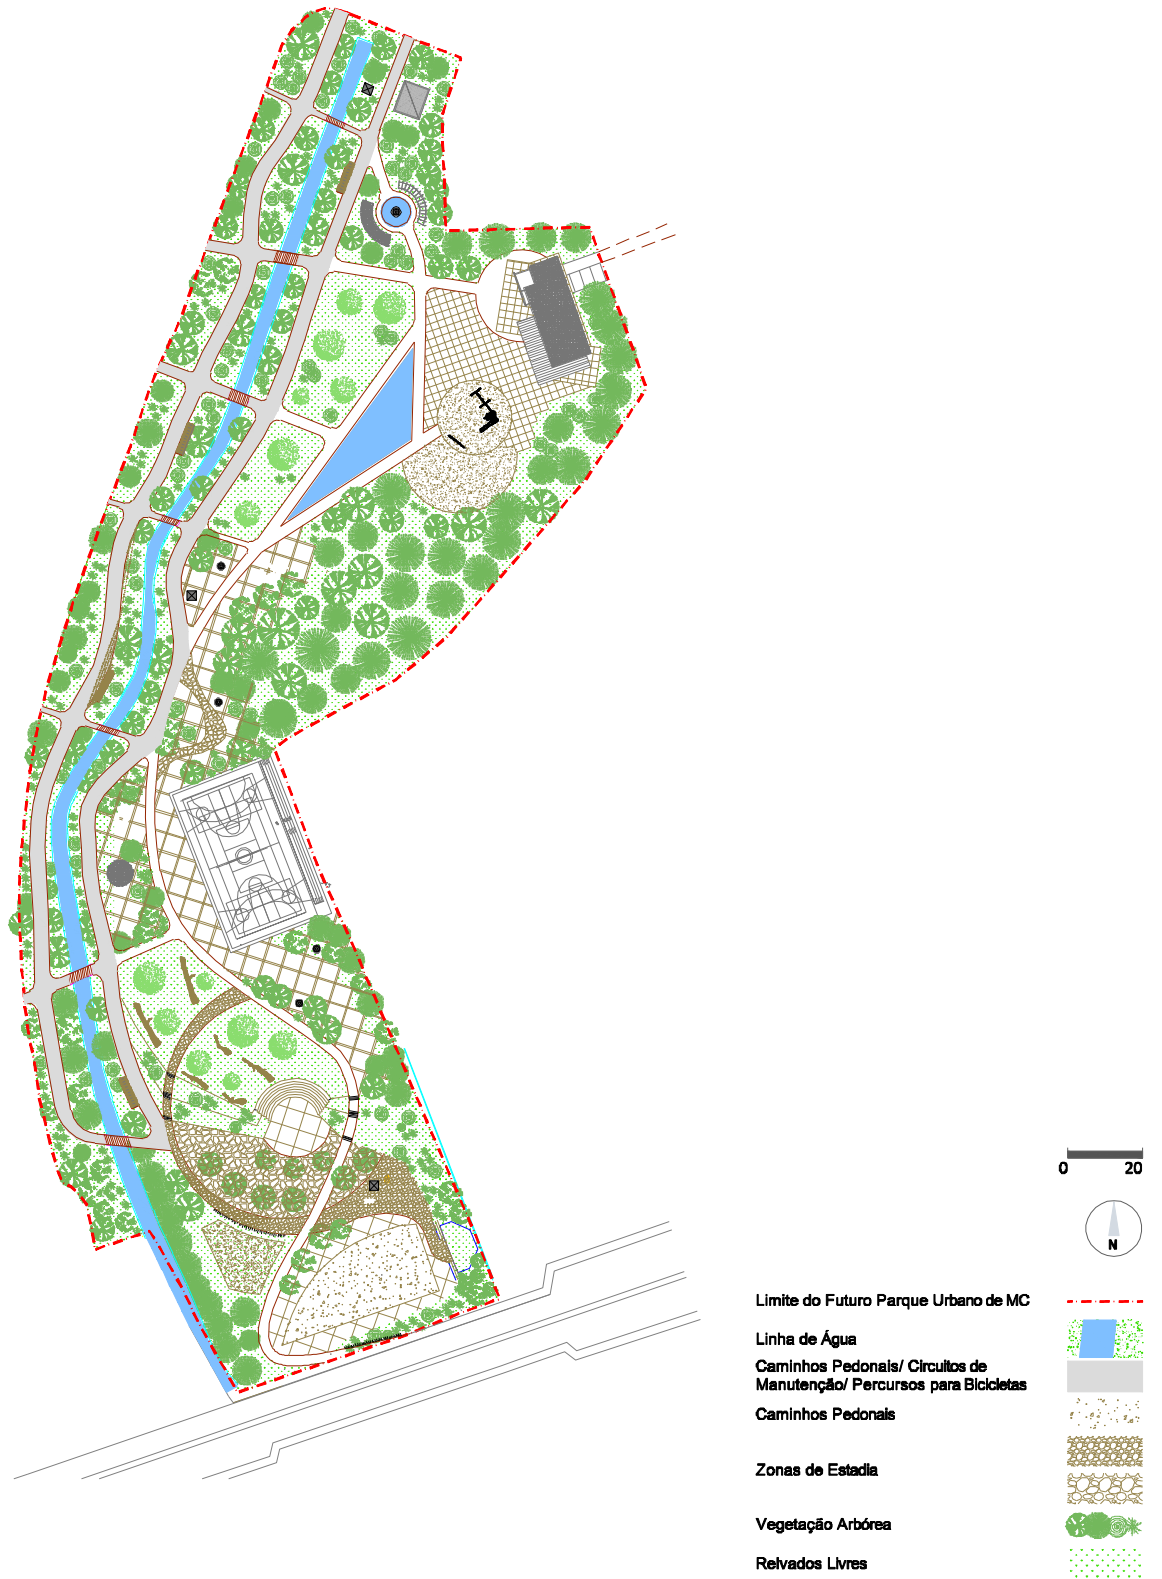 0 20
N
Limite do Futuro Parque Urbano de MC
Linha de Água
Caminhos Pedonais/ Circuitos de
Manutenção/ Percursos para Bicicletas
Caminhos Pedonais
Zonas de Estadia
Vegetação Arbórea
Relvados Livres